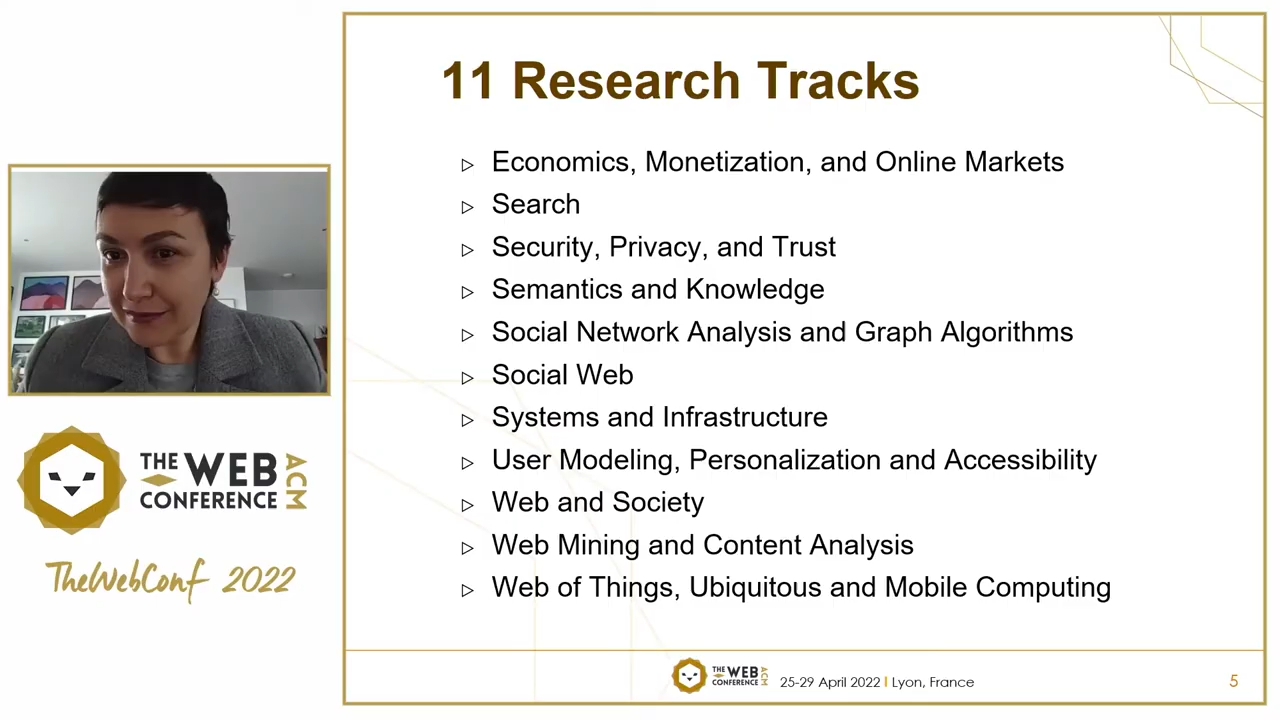 11 Research Tracks
Economics, Monetization, and Online Markets
Search
Security, Privacy, and Trust
Semantics and Knowledge
Social Network Analysis and Graph Algorithms
Social Web
Systems and Infrastructure
User Modeling, Personalization and Accessibility
Web and Society
Web Mining and Content Analysis
Web of Things, Ubiquitous and Mobile Computing
THE WEB
CONFERENCE
ACM
TheWebConf 2022
THE WEB
CONFERENCE
ACM
25-29 April 2022 | Lyon, France
5